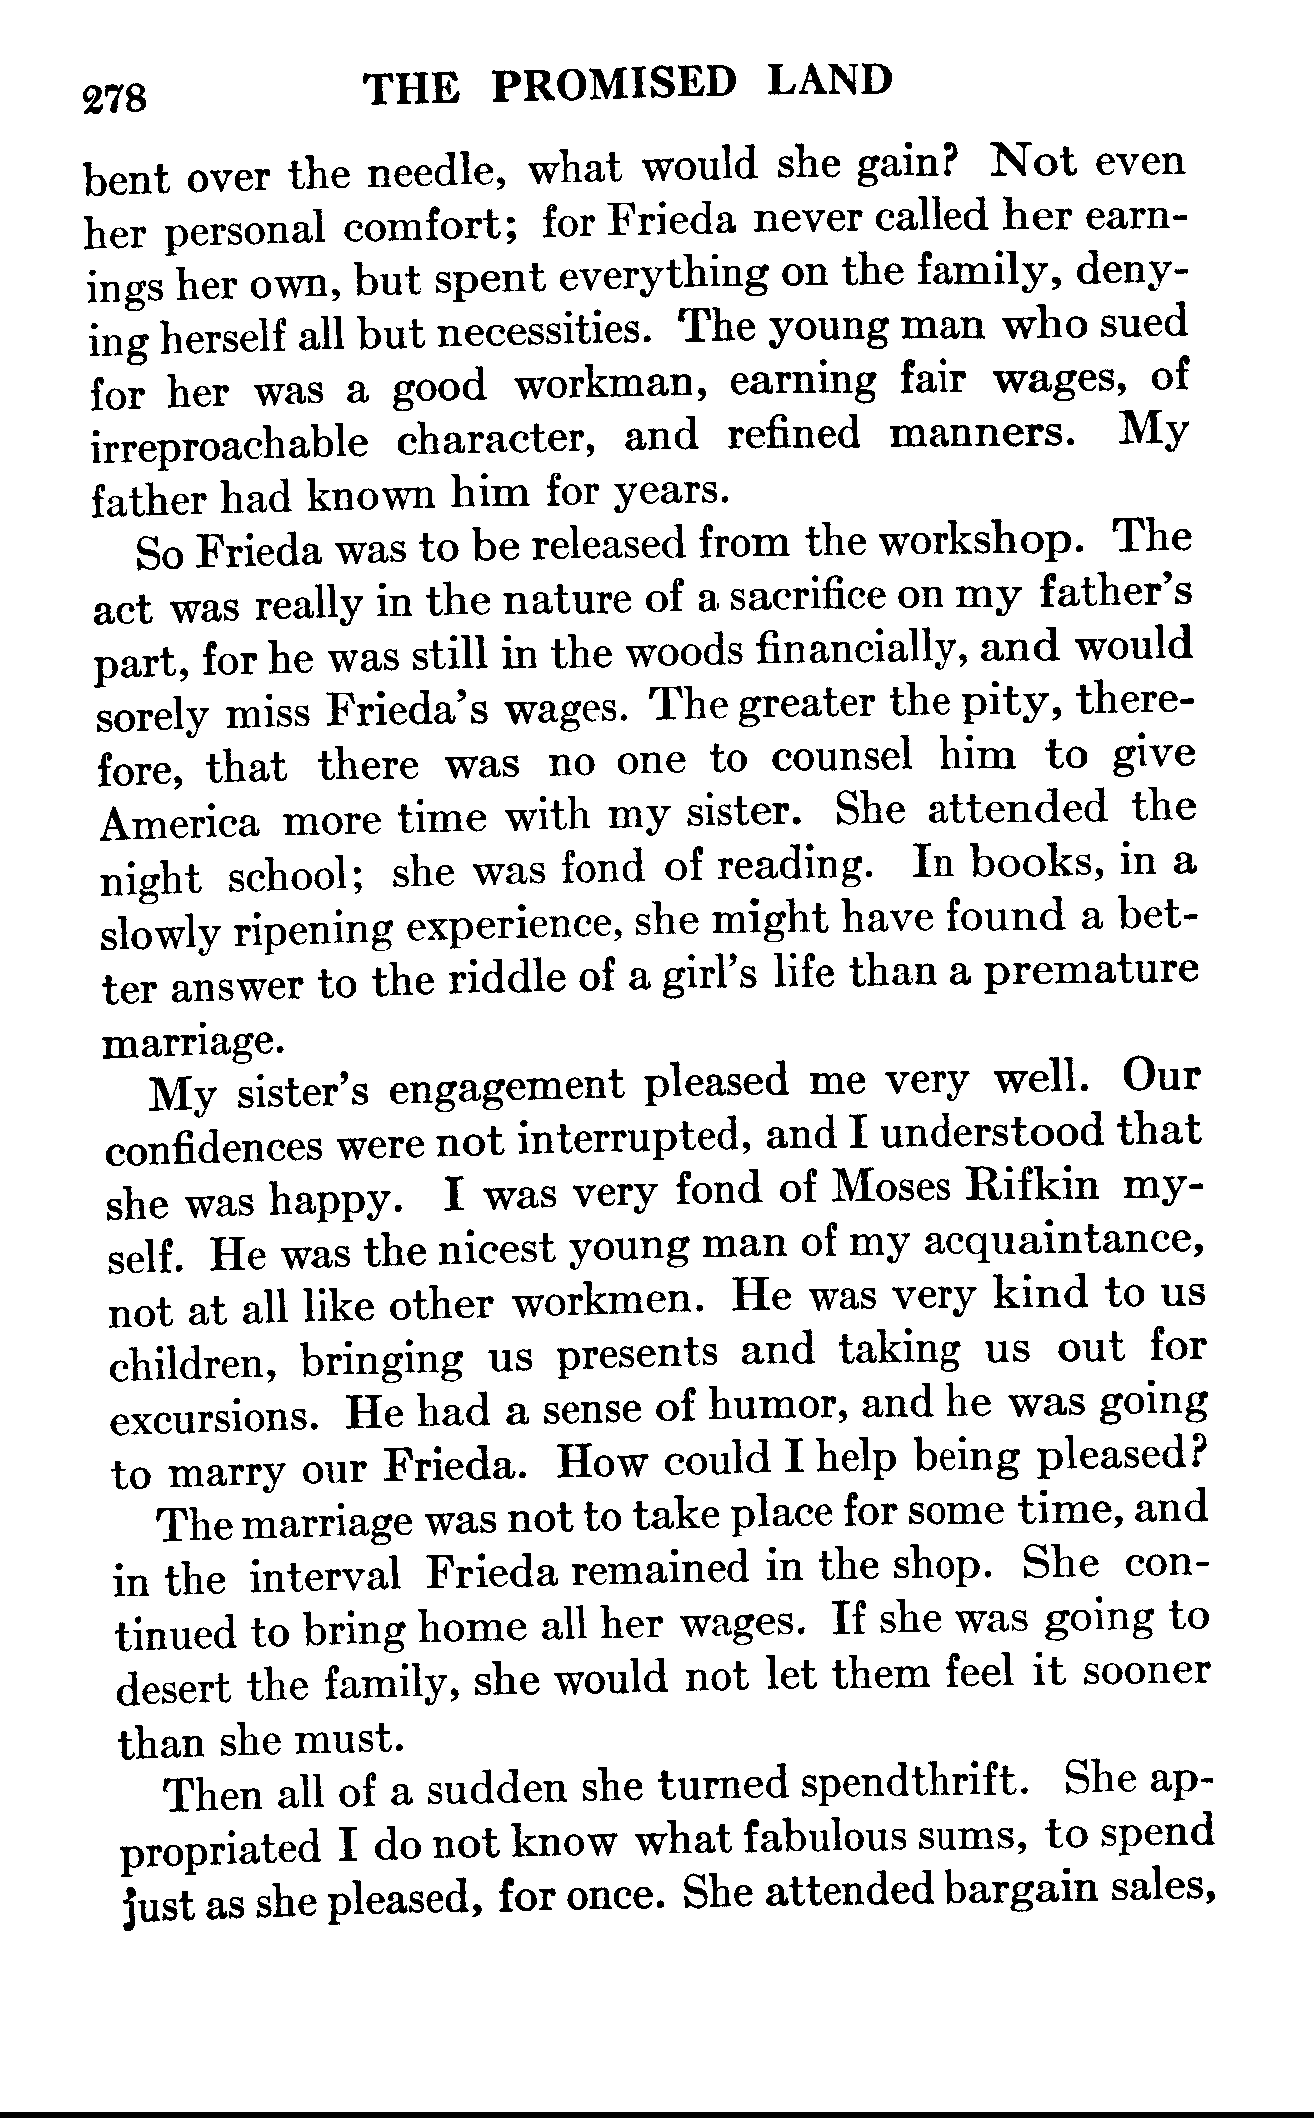 278 THE PROMISED LAND
bent over the needle, what would she gain? Not even
her personal comfort; for Frieda never called her earn-
ings her own, but spent everything on the family, deny-
ing herself all but necessities. The young man who sued
for her was a good workman, earning fair wages, of
irreproachable character, and refined manners. My
father had known him for years.
So Frieda was to be released from the workshop. The
act was really in the nature of a sacrifice on my father's
part, for he was still in the woods financially, and would
sorely miss Frieda's wages. The greater the pity, there-
fore, that there was no one to counsel him to give
America more time with my sister. She attended the
night school; she was fond of reading. In books, in a
slowly ripening experience, she might have found a bet-
ter answer to the riddle of a girl's life than a premature
marriage.
My sister's engagement pleased me very well. Our
confidences were not interrupted, and I understood that
she was happy. I was very fond of Moses Rifkin my-
self. He was the nicest young man of my acquaintance,
not at all like other workmen. He was very kind to us
children, bringing us presents and taking us out for
excursions. He had a sense of humor, and he was going
to marry our Frieda. How could I help being pleased?
The marriage was not to take place for some time, and
in the interval Frieda remained in the shop. She con-
tinued to bring home all her wages. If she was going to
desert the family, she would not let them feel it sooner
than she must.
Then all of a sudden she turned spendthrift. She ap-
propriated I do not know what fabulous sums, to spend
just as she pleased, for once. She attended bargain sales,